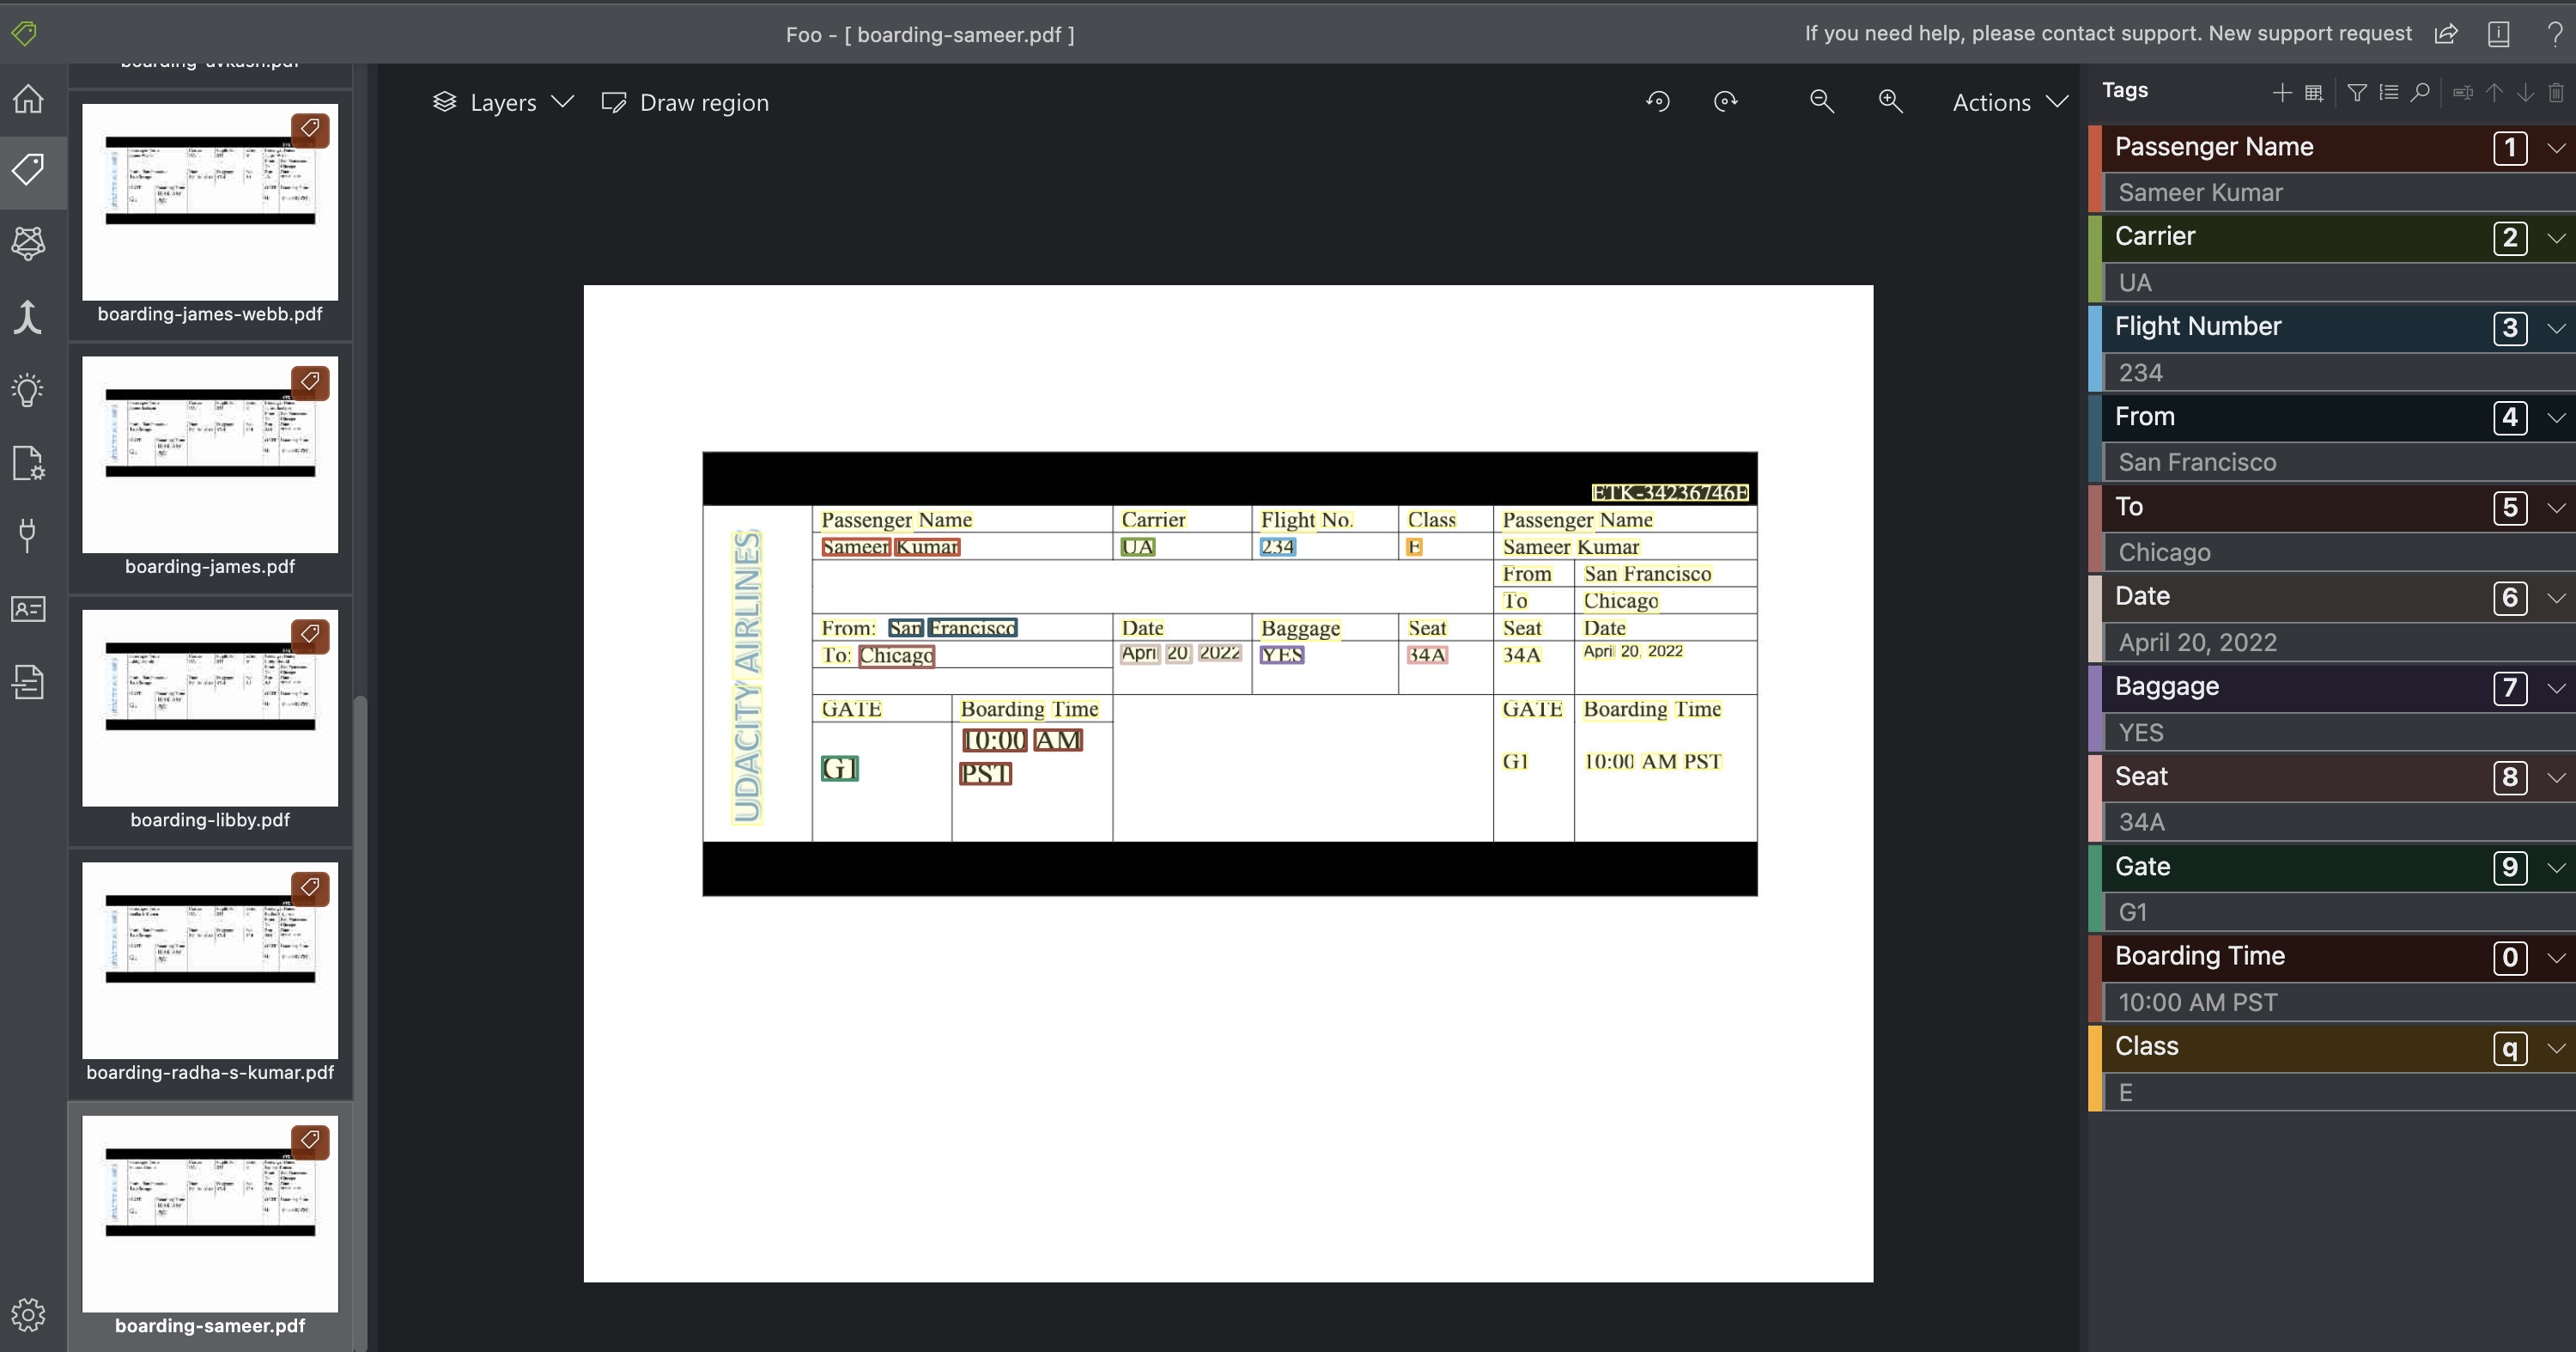 Foo - [ boarding-sameer.pdf ]
If you need help, please contact support. New support request
boarding-james-webb.pdf
boarding-james.pdf
boarding-libby.pdf
boarding-radha-s-kumar.pdf
boarding-sameer.pdf
Layers
Draw region
Actions
ETK-34236746E
UDACITY AIRLINES
Passenger Name Carrier Flight No. Class Passenger Name
Sameer Kumar UA 234 E Sameer Kumar
From San Francisco
To Chicago
From: San Francisco Date Baggage Seat Seat Date
To: Chicago April 20, 2022 YES 34A 34A April 20, 2022
GATE Boarding Time GATE Boarding Time
G1 10:00 AM PST G1 10:00 AM PST
Tags
Passenger Name 1
Sameer Kumar
Carrier 2
UA
Flight Number 3
234
From 4
San Francisco
To 5
Chicago
Date 6
April 20, 2022
Baggage 7
YES
Seat 8
34A
Gate 9
G1
Boarding Time 0
10:00 AM PST
Class q
E